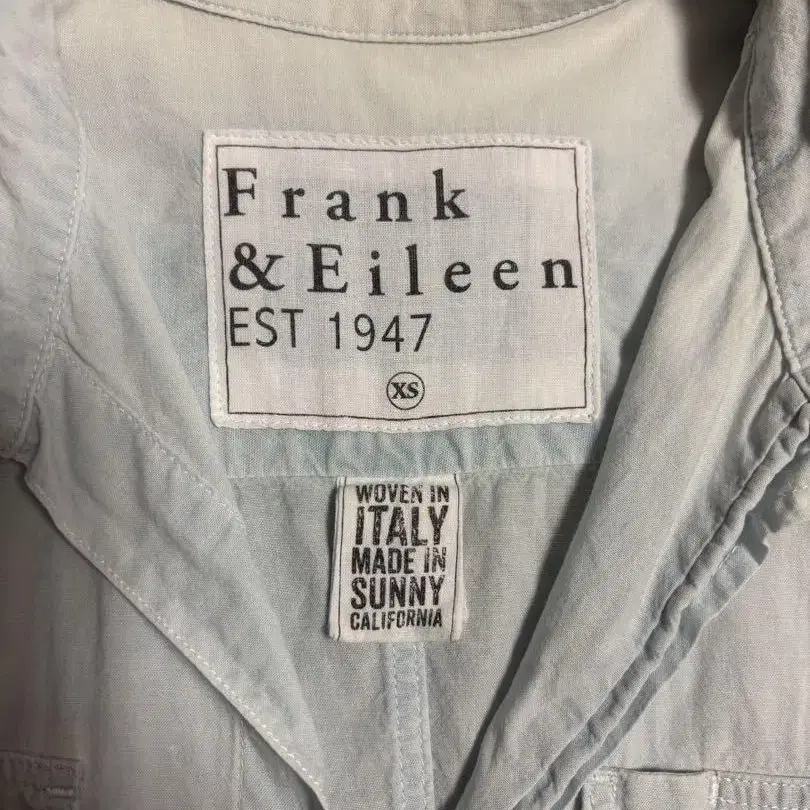 Frank
& Eileen
EST 1947
XS
WOVEN IN
ITALY
MADE IN
SUNNY
CALIFORNIA